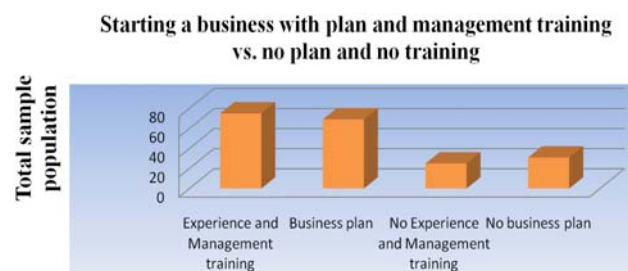 Starting a business with plan and management training
vs. no plan and no training
Total sample
population
80
60
40
20
0
Experience and
Management
training
Business plan
No Experience
and Management
training
No business plan